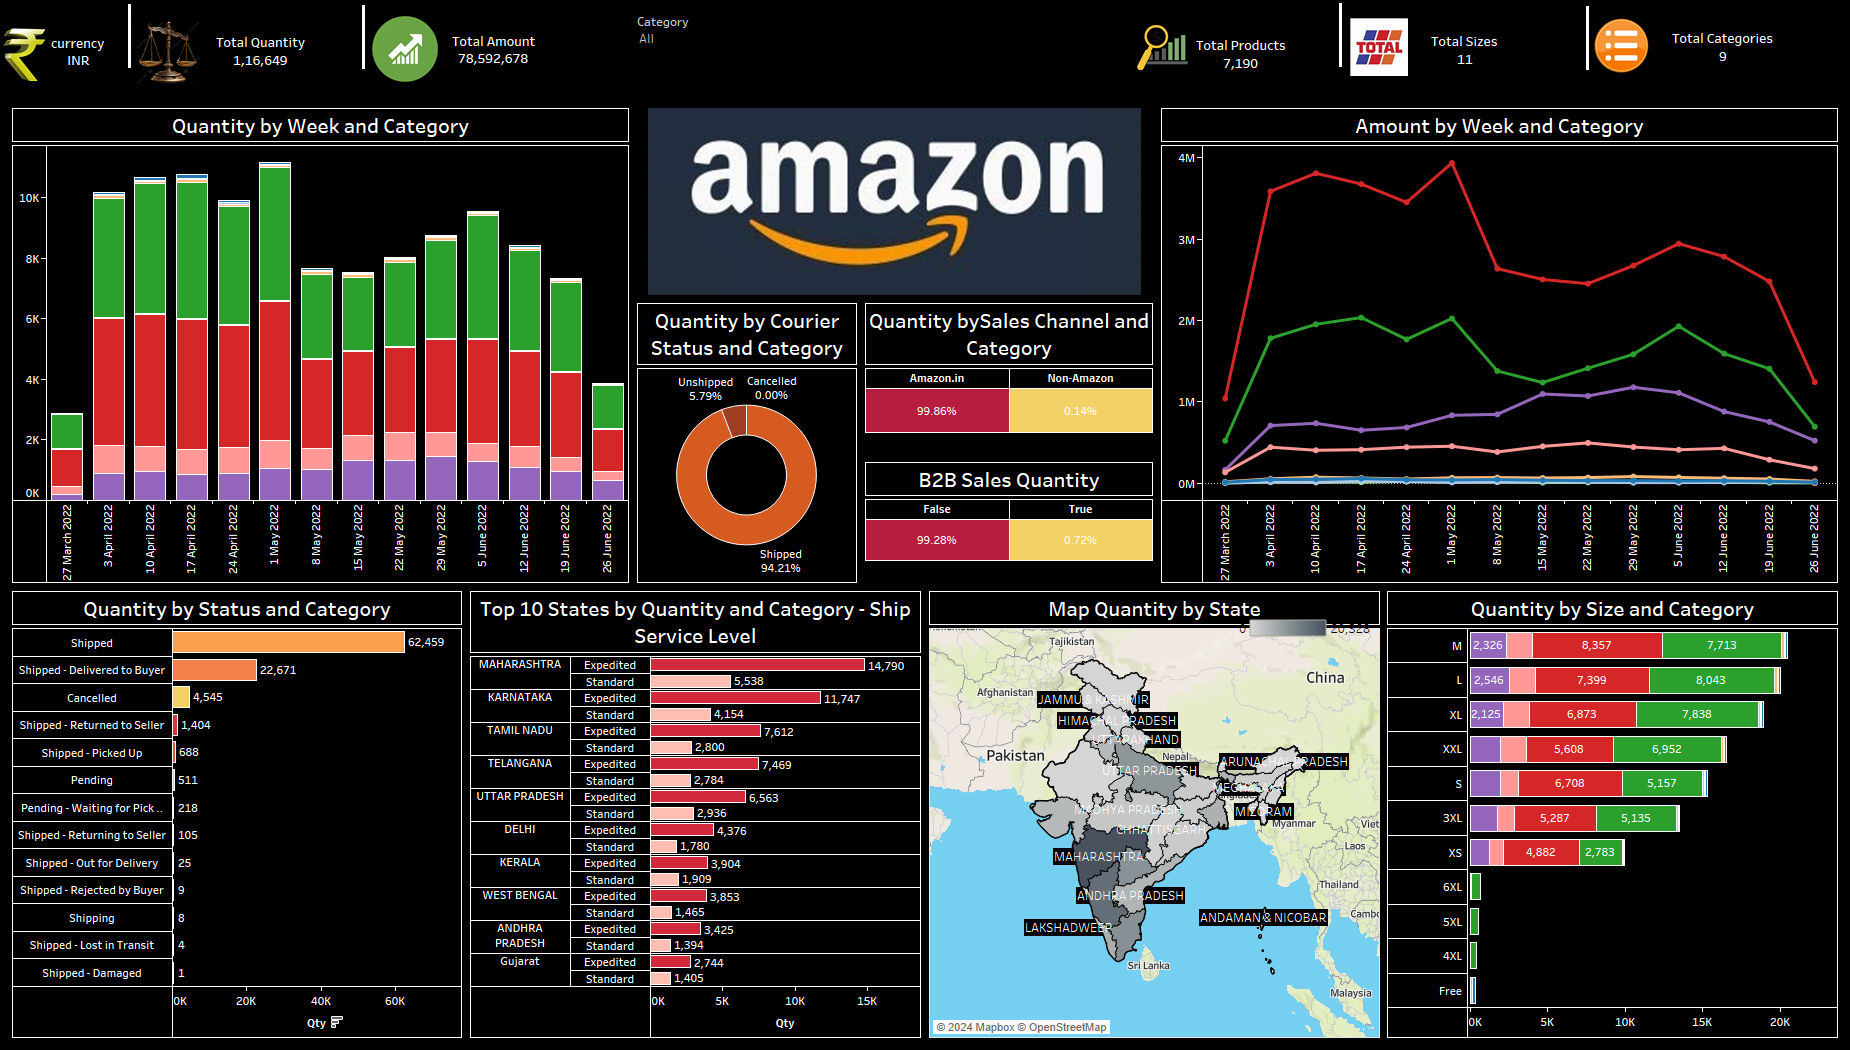 currency
INR
Total Quantity
1,16,649
Total Amount
78,592,678
Category
All
Total Products
7,190
TOTAL
Total Sizes
11
Total Categories
9
Quantity by Week and Category
10K
8K
6K
4K
2K
0K
27 March 2022
3 April 2022
10 April 2022
17 April 2022
24 April 2022
1 May 2022
8 May 2022
15 May 2022
22 May 2022
29 May 2022
5 June 2022
12 June 2022
19 June 2022
26 June 2022
amazon
Quantity by Courier
Status and Category
Unshipped
5.79%
Cancelled
0.00%
Shipped
94.21%
Quantity bySales Channel and
Category
Amazon.in
Non-Amazon
99.86%
0.14%
B2B Sales Quantity
False
True
99.28%
0.72%
Amount by Week and Category
4M
3M
2M
1M
0M
27 March 2022
3 April 2022
10 April 2022
17 April 2022
24 April 2022
1 May 2022
8 May 2022
15 May 2022
22 May 2022
29 May 2022
5 June 2022
12 June 2022
19 June 2022
26 June 2022
Quantity by Status and Category
Shipped 62,459
Shipped - Delivered to Buyer 22,671
Cancelled 4,545
Shipped - Returned to Seller 1,404
Shipped - Picked Up 688
Pending 511
Pending - Waiting for Pick .. 218
Shipped - Returning to Seller 105
Shipped - Out for Delivery 25
Shipped - Rejected by Buyer 9
Shipping 8
Shipped - Lost in Transit 4
Shipped - Damaged 1
0K 20K 40K 60K
Qty
Top 10 States by Quantity and Category - Ship
Service Level
MAHARASHTRA Expedited 14,790
Standard 5,538
KARNATAKA Expedited 11,747
Standard 4,154
TAMIL NADU Expedited 7,612
Standard 2,800
TELANGANA Expedited 7,469
Standard 2,784
UTTAR PRADESH Expedited 6,563
Standard 2,936
DELHI Expedited 4,376
Standard 1,780
KERALA Expedited 3,904
Standard 1,909
WEST BENGAL Expedited 3,853
Standard 1,465
ANDHRA PRADESH Expedited 3,425
Standard 1,394
Gujarat Expedited 2,744
Standard 1,405
0K 5K 10K 15K
Qty
Map Quantity by State
0 20,328
Tajikistan
Afghanistan
China
JAMMU & KASHMIR
HIMACHAL PRADESH
UTTARAKHAND
Pakistan
Nepal
ARUNACHAL PRADESH
UTTAR PRADESH
MEGHALAYA
MADHYA PRADESH
MIZORAM
Myanmar
CHHATTISGARH
Viet
Laos
MAHARASHTRA
Thailand
ANDHRA PRADESH
Cambo
ANDAMAN & NICOBAR
LAKSHADWEEP
Sri Lanka
Malaysia
© 2024 Mapbox © OpenStreetMap
Quantity by Size and Category
M 2,326 8,357 7,713
L 2,546 7,399 8,043
XL 2,125 6,873 7,838
XXL 5,608 6,952
S 6,708 5,157
3XL 5,287 5,135
XS 4,882 2,783
6XL
5XL
4XL
Free
0K 5K 10K 15K 20K